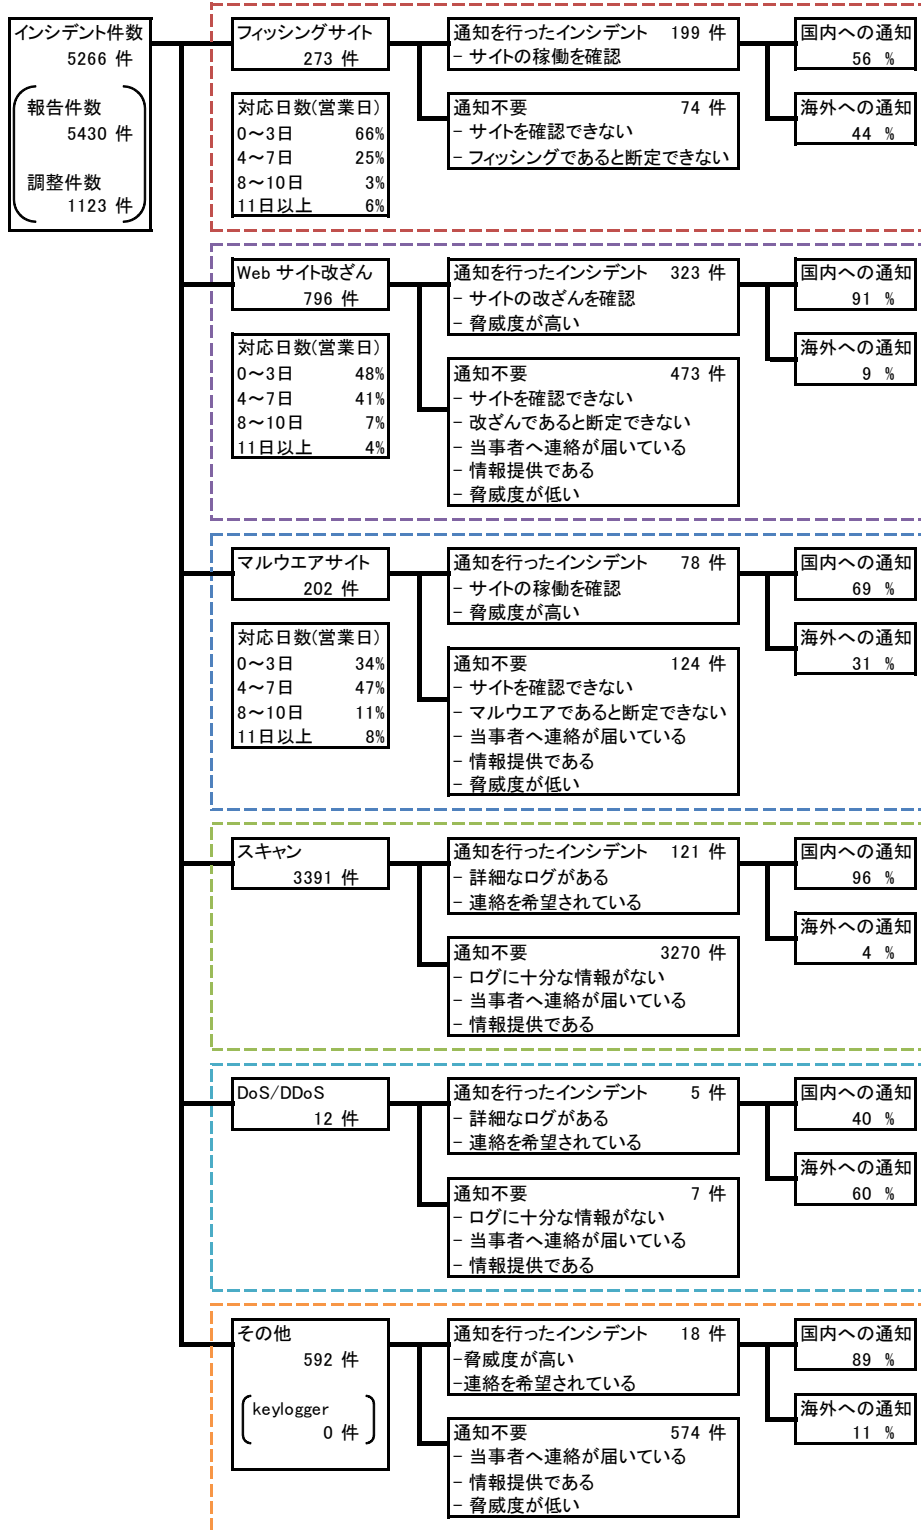 インシデント件数
5266 件
報告件数
5430 件
調整件数
1123 件
フィッシングサイト
273 件
対応日数(営業日)
0～3日 66%
4～7日 25%
8～10日 3%
11日以上 6%
通知を行ったインシデント 199 件
- サイトの稼働を確認
通知不要 74 件
- サイトを確認できない
- フィッシングであると断定できない
国内への通知
56 %
海外への通知
44 %
Web サイト改ざん
796 件
対応日数(営業日)
0～3日 48%
4～7日 41%
8～10日 7%
11日以上 4%
通知を行ったインシデント 323 件
- サイトの改ざんを確認
- 脅威度が高い
通知不要 473 件
- サイトを確認できない
- 改ざんであると断定できない
- 当事者へ連絡が届いている
- 情報提供である
- 脅威度が低い
国内への通知
91 %
海外への通知
9 %
マルウエアサイト
202 件
対応日数(営業日)
0～3日 34%
4～7日 47%
8～10日 11%
11日以上 8%
通知を行ったインシデント 78 件
- サイトの稼働を確認
- 脅威度が高い
通知不要 124 件
- サイトを確認できない
- マルウエアであると断定できない
- 当事者へ連絡が届いている
- 情報提供である
- 脅威度が低い
国内への通知
69 %
海外への通知
31 %
スキャン
3391 件
通知を行ったインシデント 121 件
- 詳細なログがある
- 連絡を希望されている
通知不要 3270 件
- ログに十分な情報がない
- 当事者へ連絡が届いている
- 情報提供である
国内への通知
96 %
海外への通知
4 %
DoS/DDoS
12 件
通知を行ったインシデント 5 件
- 詳細なログがある
- 連絡を希望されている
通知不要 7 件
- ログに十分な情報がない
- 当事者へ連絡が届いている
- 情報提供である
国内への通知
40 %
海外への通知
60 %
その他
592 件
keylogger
0 件
通知を行ったインシデント 18 件
-脅威度が高い
-連絡を希望されている
通知不要 574 件
- 当事者へ連絡が届いている
- 情報提供である
- 脅威度が低い
国内への通知
89 %
海外への通知
11 %